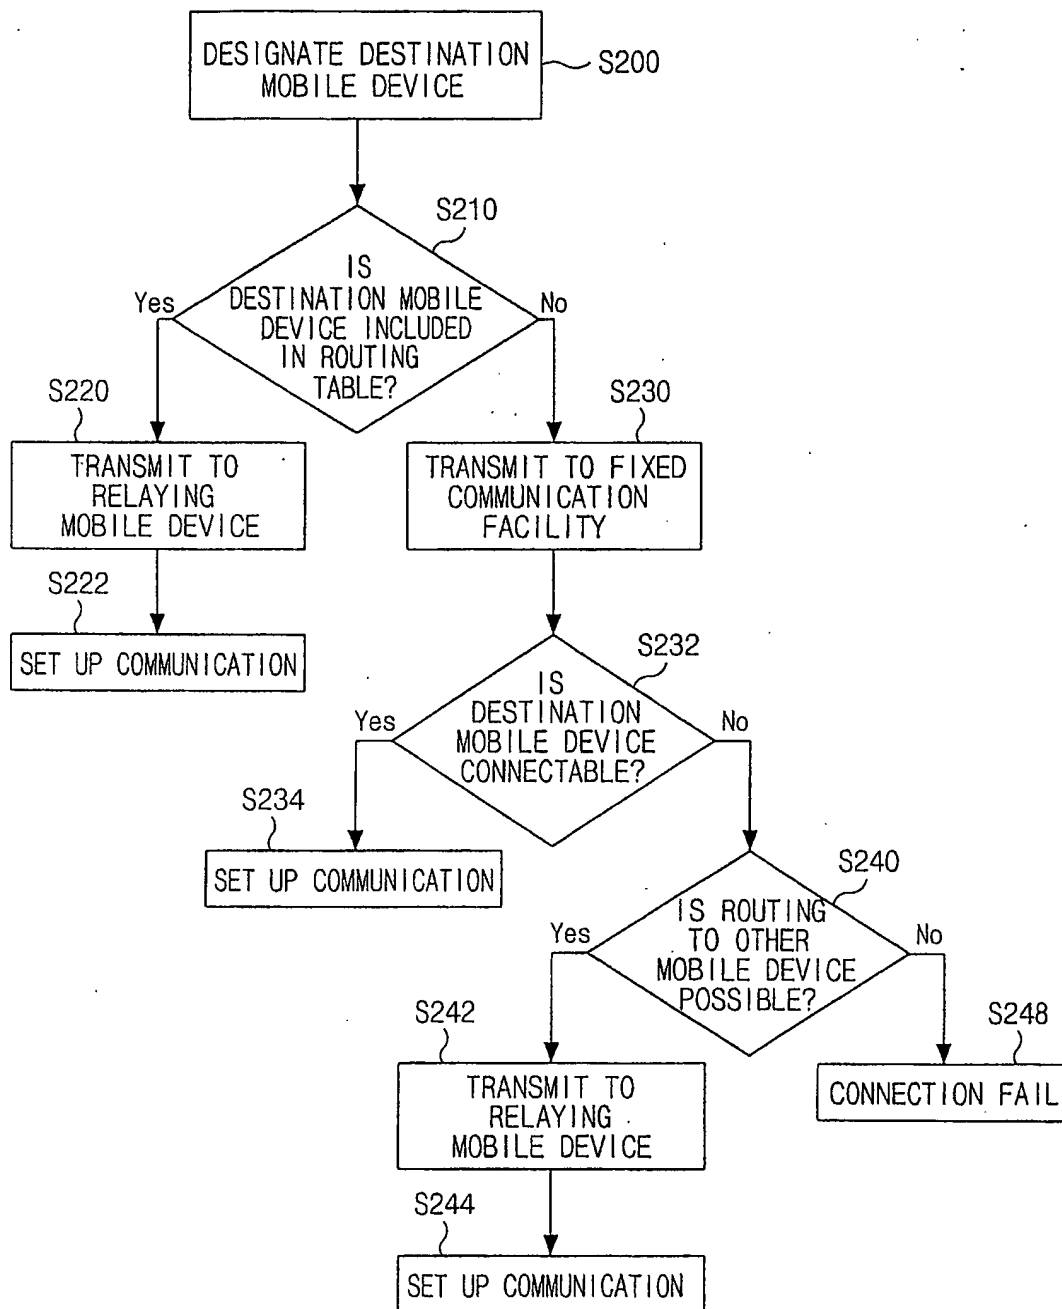 DESIGNATE DESTINATION
MOBILE DEVICE
S200
S210
IS
DESTINATION MOBILE
DEVICE INCLUDED
IN ROUTING
TABLE?
Yes
No
S220
TRANSMIT TO
RELAYING
MOBILE DEVICE
S230
TRANSMIT TO FIXED
COMMUNICATION
FACILITY
S222
SET UP COMMUNICATION
S232
IS
DESTINATION
MOBILE DEVICE
CONNECTABLE?
Yes
No
S234
SET UP COMMUNICATION
S240
IS ROUTING
TO OTHER
MOBILE DEVICE
POSSIBLE?
Yes
No
S242
TRANSMIT TO
RELAYING
MOBILE DEVICE
S248
CONNECTION FAIL
S244
SET UP COMMUNICATION